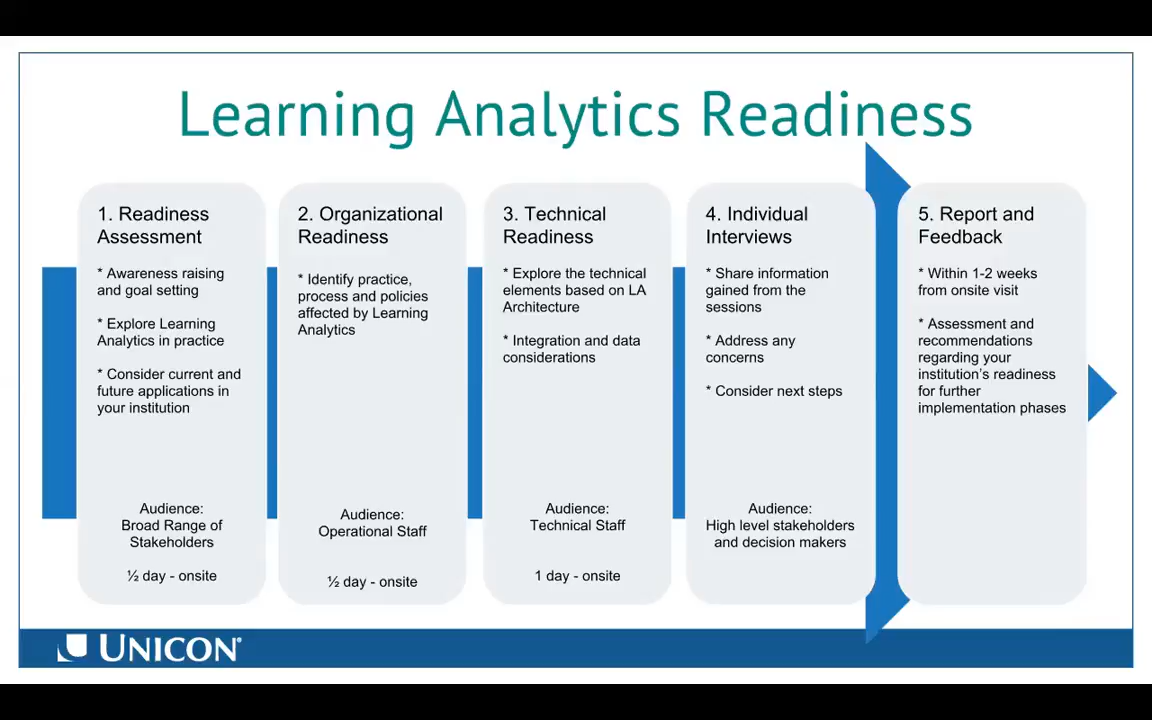 Learning Analytics Readiness
1. Readiness
Assessment
* Awareness raising
and goal setting
* Explore Learning
Analytics in practice
* Consider current and
future applications in
your institution
Audience:
Broad Range of
Stakeholders
½ day - onsite
2. Organizational
Readiness
* Identify practice,
process and policies
affected by Learning
Analytics
Audience:
Operational Staff
½ day - onsite
3. Technical
Readiness
* Explore the technical
elements based on LA
Architecture
* Integration and data
considerations
Audience:
Technical Staff
1 day - onsite
4. Individual
Interviews
* Share information
gained from the
sessions
* Address any
concerns
* Consider next steps
Audience:
High level stakeholders
and decision makers
5. Report and
Feedback
* Within 1-2 weeks
from onsite visit
* Assessment and
recommendations
regarding your
institution’s readiness
for further
implementation phases
UNICON®